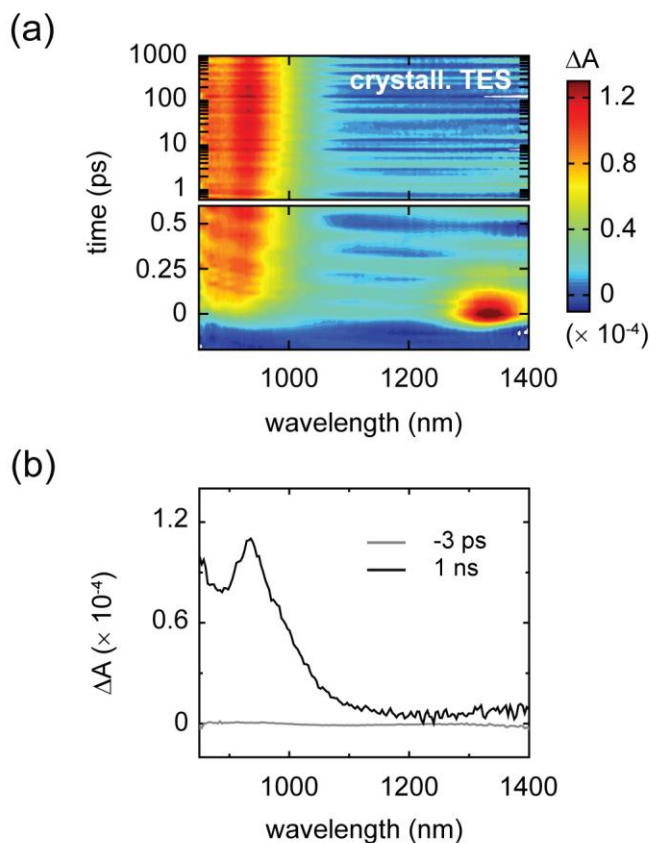 (a)
ΔA
1000
100
10
1
crystall. TES
time (ps)
0.5
0.25
0
1.2
0.8
0.4
0
(× 10⁻⁴)
1000
1200
1400
wavelength (nm)
(b)
1.2
0.6
0
ΔA (× 10⁻⁴)
-3 ps
1 ns
1000
1200
1400
wavelength (nm)